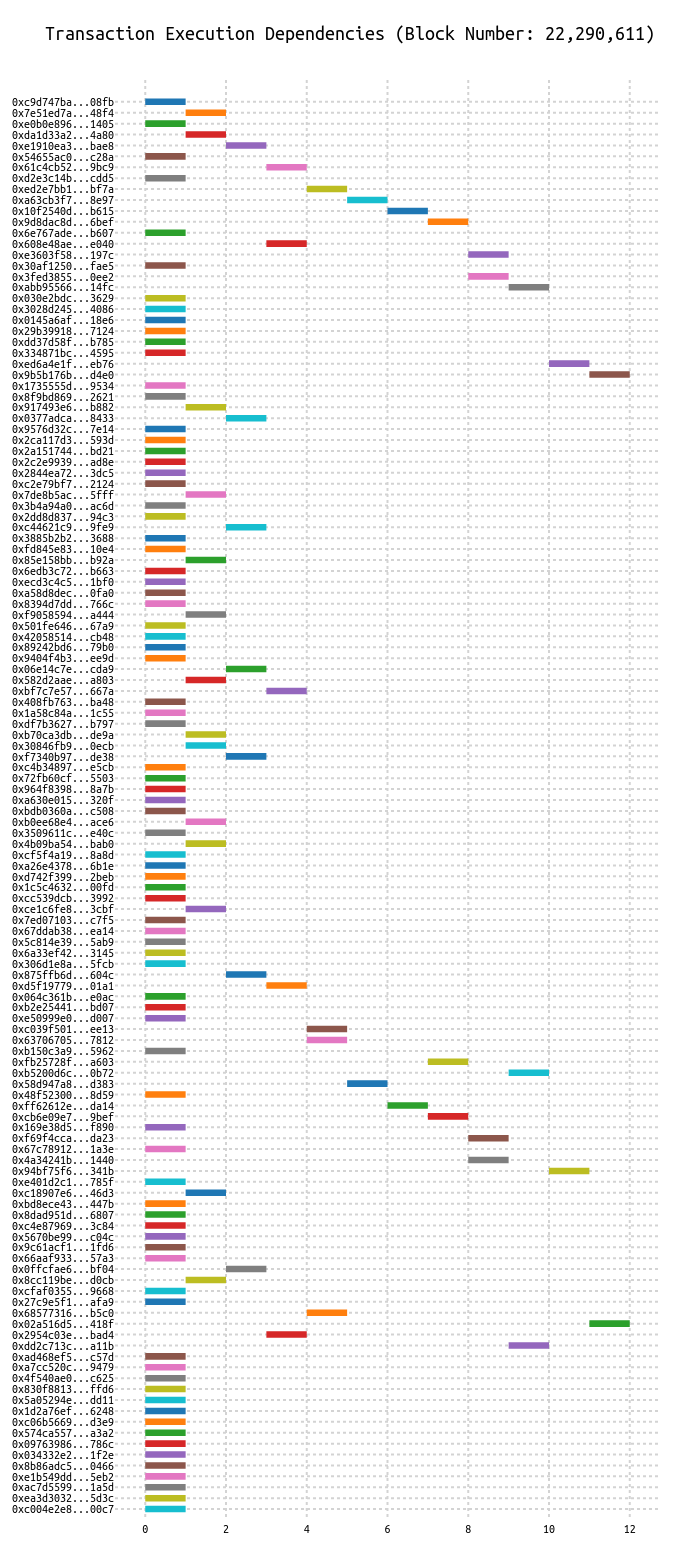 Transaction Execution Dependencies (Block Number: 22,290,611)
0xc9d747ba...08fb
0x7e51ed7a...48f4
0xe0b0e896...1405
0xda1d33a2...4a80
0xe1910ea3...bae8
0x54655ac0...c28a
0x61c4cb52...9bc9
0xd2e3c14b...cdd5
0xed2e7bb1...bf7a
0xa63cb3f7...8e97
0x10f2540d...b615
0x9d8dac8d...6bef
0x6e767ade...b607
0x608e48ae...e040
0xe3603f58...197c
0x30af1250...fae5
0x3fed3855...0ee2
0xabb95566...14fc
0x030e2bdc...3629
0x3028d245...4086
0x0145a6af...18e6
0x29b39918...7124
0xdd37d58f...b785
0x334871bc...4595
0xed6a4e1f...eb76
0x9b5b176b...d4e0
0x1735555d...9534
0x8f9bd869...2621
0x917493e6...b882
0x0377adca...8433
0x9576d32c...7e14
0x2ca117d3...593d
0x2a151744...bd21
0x2c2e9939...ad8e
0x2844ea72...3dc5
0xc2e79bf7...2124
0x7de8b5ac...5fff
0x3b4a94a0...ac6d
0x2dd8d837...94c3
0xc44621c9...9fe9
0x3885b2b2...3688
0xfd845e83...10e4
0x85e158bb...b92a
0x6edb3c72...b663
0xecd3c4c5...1bf0
0xa58d8dec...0fa0
0x8394d7dd...766c
0xf9058594...a444
0x501fe646...67a9
0x42058514...cb48
0x89242bd6...79b0
0x9404f4b3...ee9d
0x06e14c7e...cda9
0x582d2aae...a803
0xbf7c7e57...667a
0x408fb763...ba48
0x1a58c84a...1c55
0xdf7b3627...b797
0xb70ca3db...de9a
0x30846fb9...0ecb
0xf7340b97...de38
0xc4b34897...e5cb
0x72fb60cf...5503
0x964f8398...8a7b
0xa630e015...320f
0xbdb0360a...c508
0xb0ee68e4...ace6
0x3509611c...e40c
0x4b09ba54...bab0
0xcf5f4a19...8a8d
0xa26e4378...6b1e
0xd742f399...2beb
0x1c5c4632...00fd
0xcc539dcb...3992
0xce1c6fe8...3cbf
0x7ed07103...c7f5
0x67ddab38...ea14
0x5c814e39...5ab9
0x6a33ef42...3145
0x306d1e8a...5fcb
0x875ffb6d...604c
0xd5f19779...01a1
0x064c361b...e0ac
0xb2e25441...bd07
0xe50999e0...d007
0xc039f501...ee13
0x63706705...7812
0xb150c3a9...5962
0xfb25728f...a603
0xb5200d6c...0b72
0x58d947a8...d383
0x48f52300...8d59
0xff62612e...da14
0xcb6e09e7...9bef
0x169e38d5...f890
0xf69f4cca...da23
0x67c78912...1a3e
0x4a34241b...1440
0x94bf75f6...341b
0xe401d2c1...785f
0xc18907e6...46d3
0xbd8ece43...447b
0x8dad951d...6807
0xc4e87969...3c84
0x5670be99...c04c
0x9c61acf1...1fd6
0x66aaf933...57a3
0x0ffcfae6...bf04
0x8cc119be...d0cb
0xcfaf0355...9668
0x27c9e5f1...afa9
0x68577316...b5c0
0x02a516d5...418f
0x2954c03e...bad4
0xdd2c713c...a11b
0xad468ef5...c57d
0xa7cc520c...9479
0x4f540ae0...c625
0x830f8813...ffd6
0x5a05294e...dd11
0x1d2a76ef...6248
0xc06b5669...d3e9
0x574ca557...a3a2
0x09763986...786c
0x034332e2...1f2e
0x8b86adc5...0466
0xe1b549dd...5eb2
0xac7d5599...1a5d
0xea3d3032...5d3c
0xc004e2e8...00c7
0 2 4 6 8 10 12